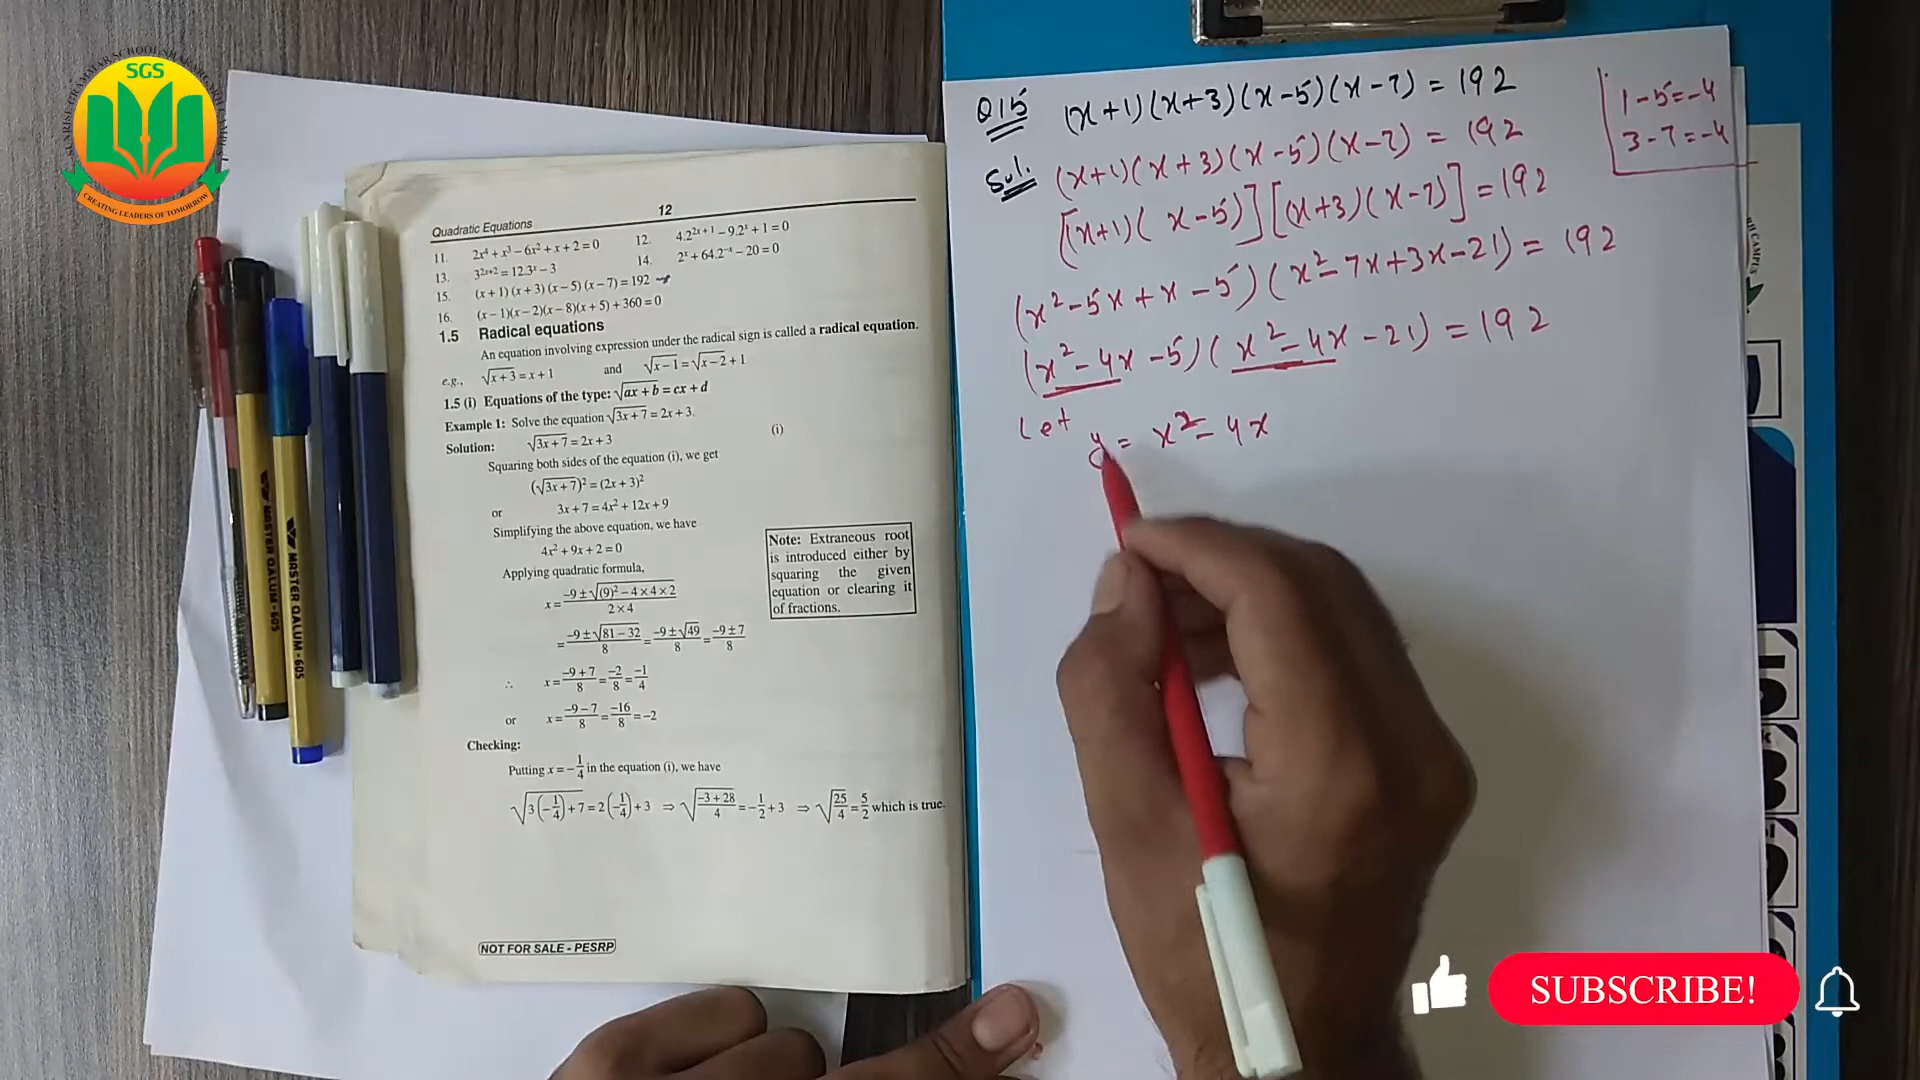 SGS
CREATING LEADERS OF TOMORROW
Quadratic Equations 12
11. 2x⁴ + x³ – 6x² + x + 2 = 0 12. 4.2²ˣ⁺¹ – 9.2ˣ + 1 = 0
13. 3²ˣ⁺² = 12.3ˣ – 3 14. 2ˣ + 64.2⁻ˣ – 20 = 0
15. (x + 1) (x + 3) (x – 5) (x – 7) = 192
16. (x – 1)(x – 2)(x – 8)(x + 5) + 360 = 0
1.5 Radical equations
An equation involving expression under the radical sign is called a radical equation.
e.g., √(x + 3) = x + 1 and √(x – 1) = √(x – 2) + 1
1.5 (i) Equations of the type: √(ax + b) = cx + d
Example 1: Solve the equation √(3x + 7) = 2x + 3.
Solution: √(3x + 7) = 2x + 3 (i)
Squaring both sides of the equation (i), we get
(√(3x + 7))² = (2x + 3)²
or 3x + 7 = 4x² + 12x + 9
Simplifying the above equation, we have
4x² + 9x + 2 = 0
Applying quadratic formula,
x = (–9 ± √((9)² – 4 × 4 × 2)) / (2 × 4)
= (–9 ± √(81 – 32)) / 8 = (–9 ± √49) / 8 = (–9 ± 7) / 8
∴ x = (–9 + 7) / 8 = –2/8 = –1/4
or x = (–9 – 7) / 8 = –16/8 = –2
Note: Extraneous root
is introduced either by
squaring the given
equation or clearing it
of fractions.
Checking:
Putting x = –1/4 in the equation (i), we have
√(3(–1/4) + 7) = 2(–1/4) + 3 ⇒ √((–3 + 28)/4) = –1/2 + 3 ⇒ √(25/4) = 5/2 which is true.
NOT FOR SALE - PESRP
MASTER QALUM - 605
MASTER QALUM - 605
Q15 (x+1)(x+3)(x-5)(x-7) = 192
Sol. (x+1)(x+3)(x-5)(x-7) = 192
[(x+1)(x-5)][(x+3)(x-7)] = 192
(x²-5x+x-5)(x²-7x+3x-21) = 192
(x²-4x-5)(x²-4x-21) = 192
Let y = x²-4x
1-5=-4
3-7=-4
SUBSCRIBE!